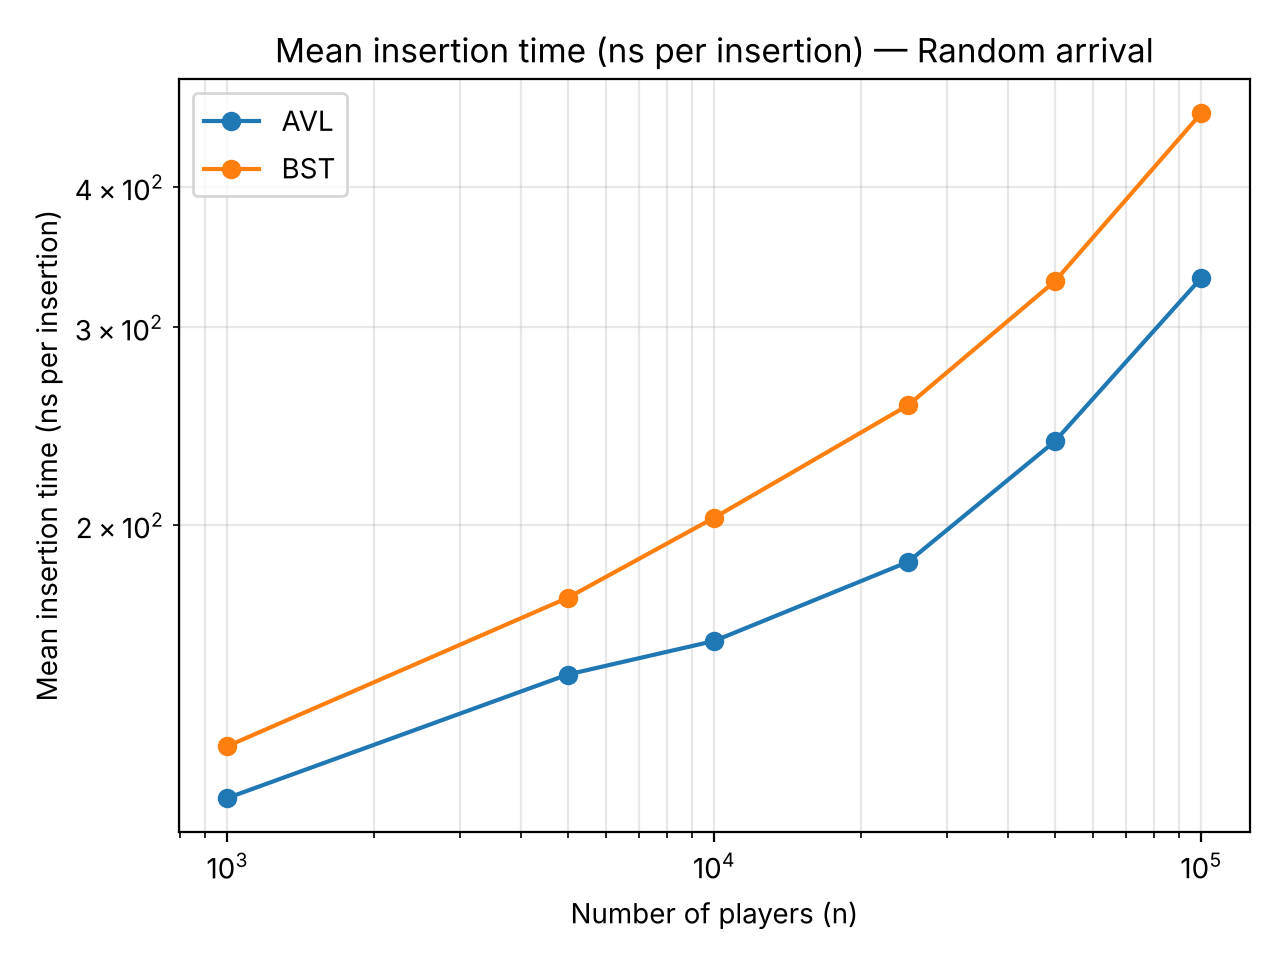 Mean insertion time (ns per insertion) — Random arrival
AVL
BST
Mean insertion time (ns per insertion)
4 × 10²
3 × 10²
2 × 10²
10³
10⁴
10⁵
Number of players (n)